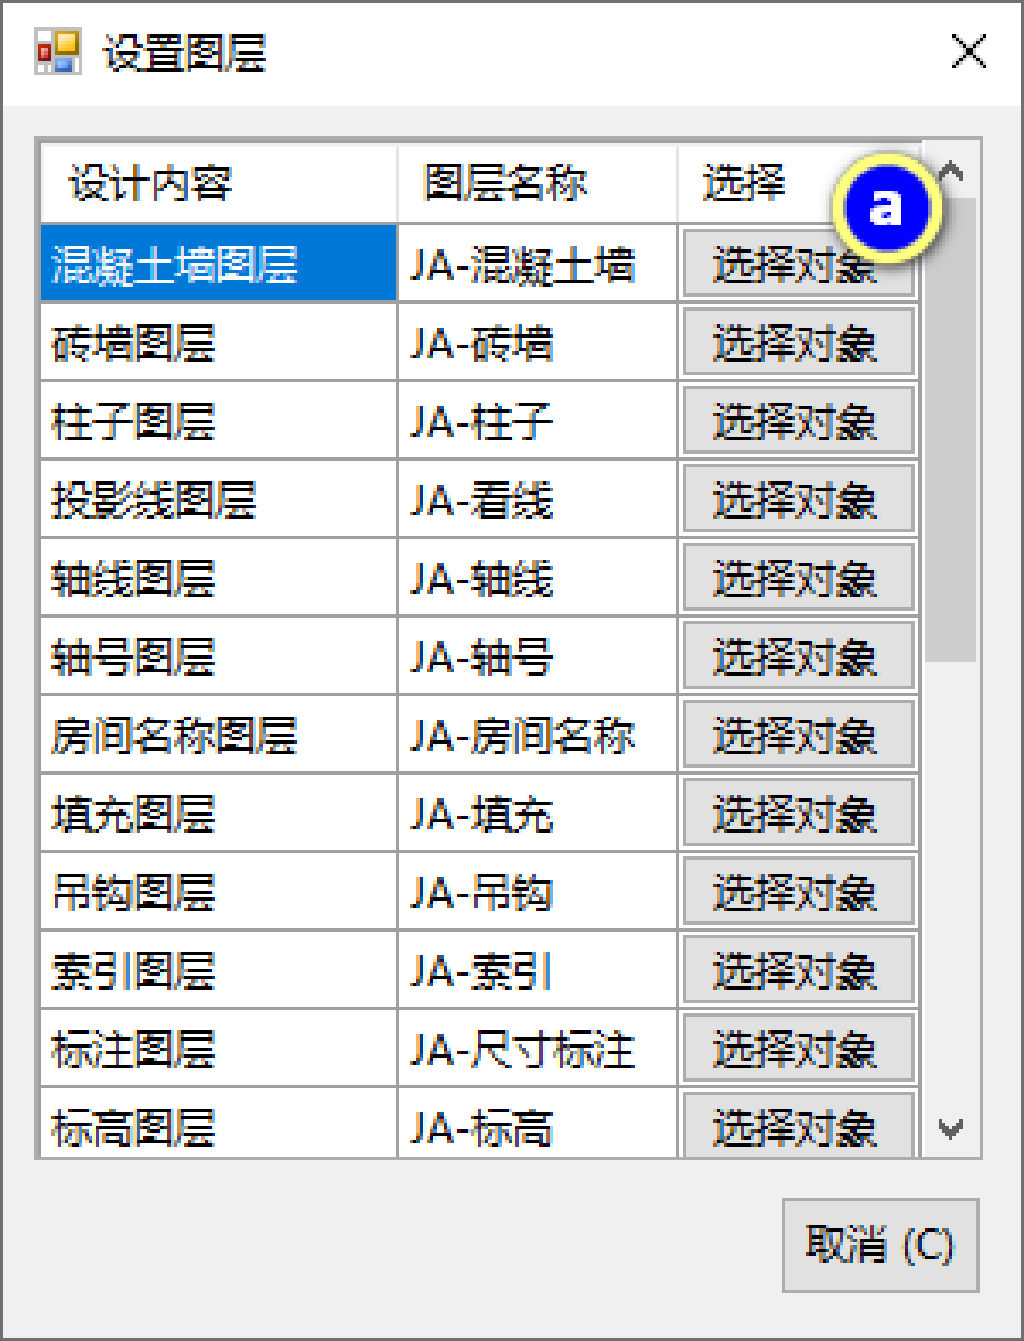 设置图层
设计内容 图层名称 选择
a
混凝土墙图层 JA-混凝土墙 选择对象
砖墙图层 JA-砖墙 选择对象
柱子图层 JA-柱子 选择对象
投影线图层 JA-看线 选择对象
轴线图层 JA-轴线 选择对象
轴号图层 JA-轴号 选择对象
房间名称图层 JA-房间名称 选择对象
填充图层 JA-填充 选择对象
吊钩图层 JA-吊钩 选择对象
索引图层 JA-索引 选择对象
标注图层 JA-尺寸标注 选择对象
标高图层 JA-标高 选择对象
取消 (C)